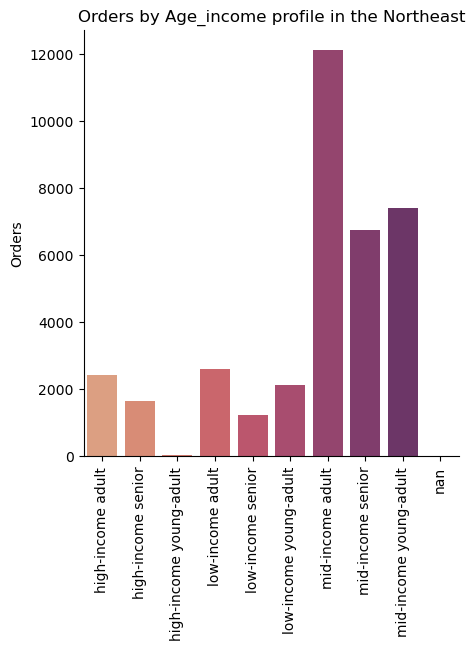 Orders by Age_income profile in the Northeast
12000
10000
8000
6000
4000
2000
0
Orders
high-income adult
high-income senior
high-income young-adult
low-income adult
low-income senior
low-income young-adult
mid-income adult
mid-income senior
mid-income young-adult
nan